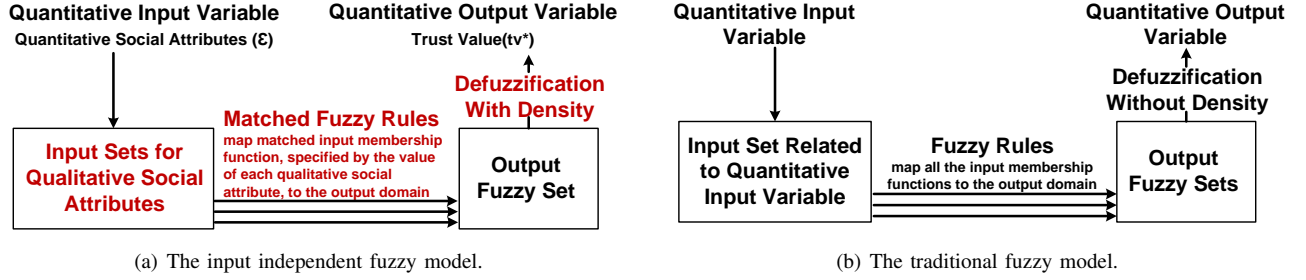 Quantitative Input Variable
Quantitative Social Attributes (Ɛ)
Quantitative Output Variable
Trust Value(tv*)
Defuzzification
With Density
Matched Fuzzy Rules
map matched input membership
function, specified by the value
of each qualitative social
attribute, to the output domain
Input Sets for
Qualitative Social
Attributes
Output
Fuzzy Set
(a) The input independent fuzzy model.
Quantitative Input
Variable
Quantitative Output
Variable
Defuzzification
Without Density
Input Set Related
to Quantitative
Input Variable
Fuzzy Rules
map all the input membership
functions to the output domain
Output
Fuzzy Sets
(b) The traditional fuzzy model.